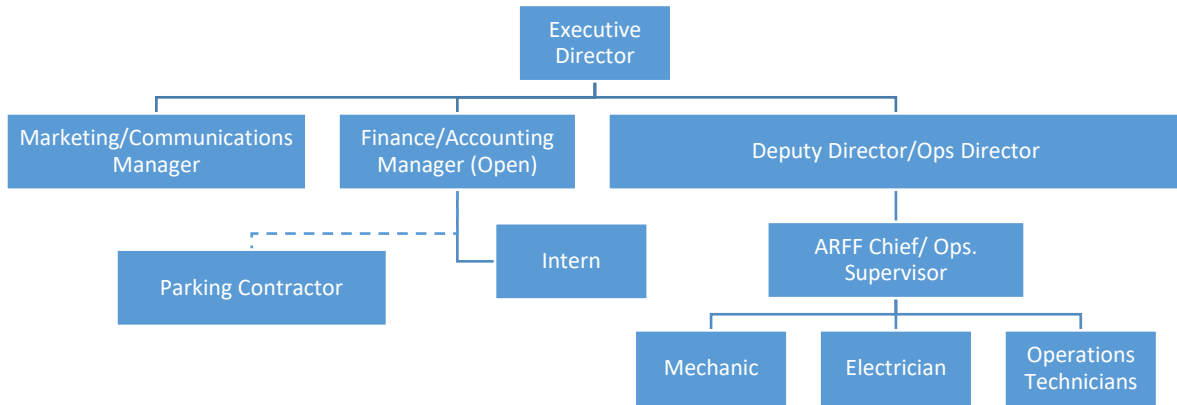 Executive
Director
Marketing/Communications
Manager
Finance/Accounting
Manager (Open)
Deputy Director/Ops Director
Parking Contractor
Intern
ARFF Chief/ Ops.
Supervisor
Mechanic
Electrician
Operations
Technicians